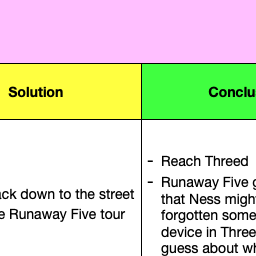 Solution
Conclu
ack down to the street
e Runaway Five tour
- Reach Threed
- Runaway Five g
that Ness migh
forgotten some
device in Three
guess about wh